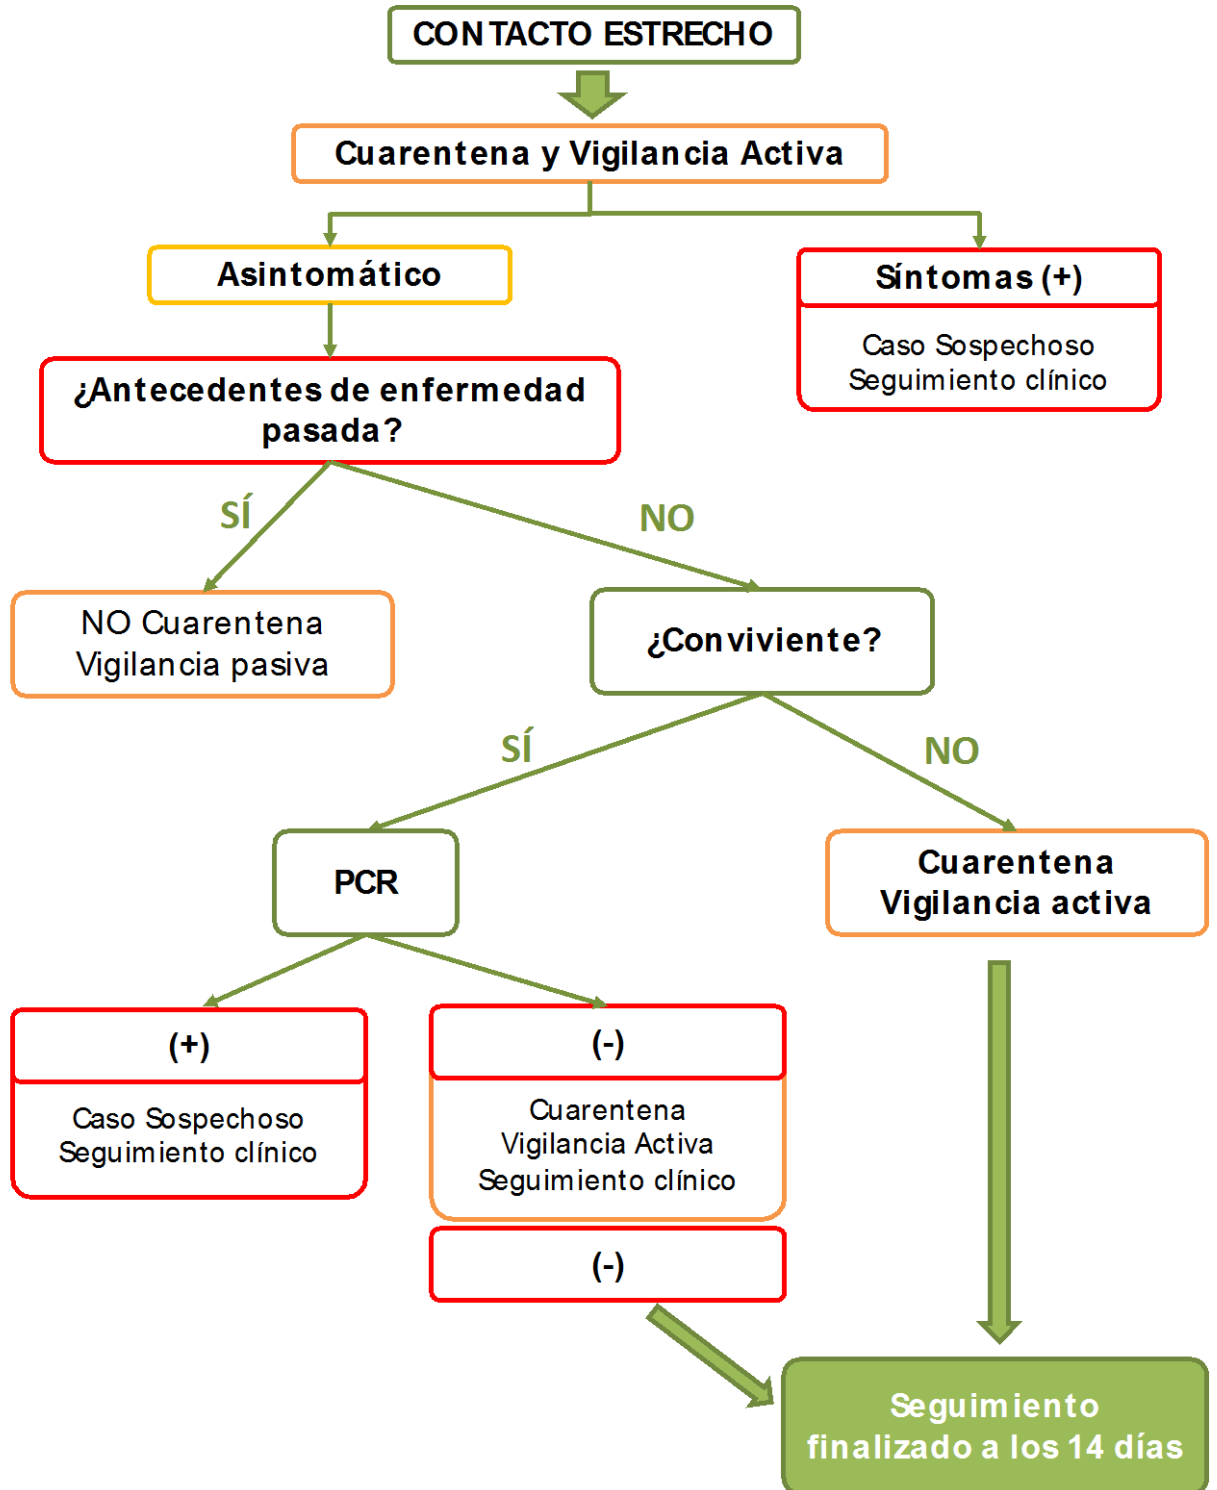 CONTACTO ESTRECHO
Cuarentena y Vigilancia Activa
Asintomático
Síntomas (+)
Caso Sospechoso
Seguimiento clínico
¿Antecedentes de enfermedad
pasada?
SÍ
NO
NO Cuarentena
Vigilancia pasiva
¿Conviviente?
SÍ
NO
PCR
Cuarentena
Vigilancia activa
(+)
Caso Sospechoso
Seguimiento clínico
(-)
Cuarentena
Vigilancia Activa
Seguimiento clínico
(-)
Seguimiento
finalizado a los 14 días